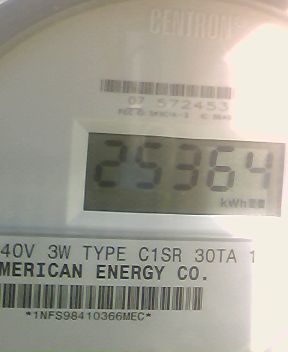 CENTRON
07 572453
25364
kWh
40V 3W TYPE C1SR 30TA 1
MERICAN ENERGY CO.
*1NFS98410366MEC*